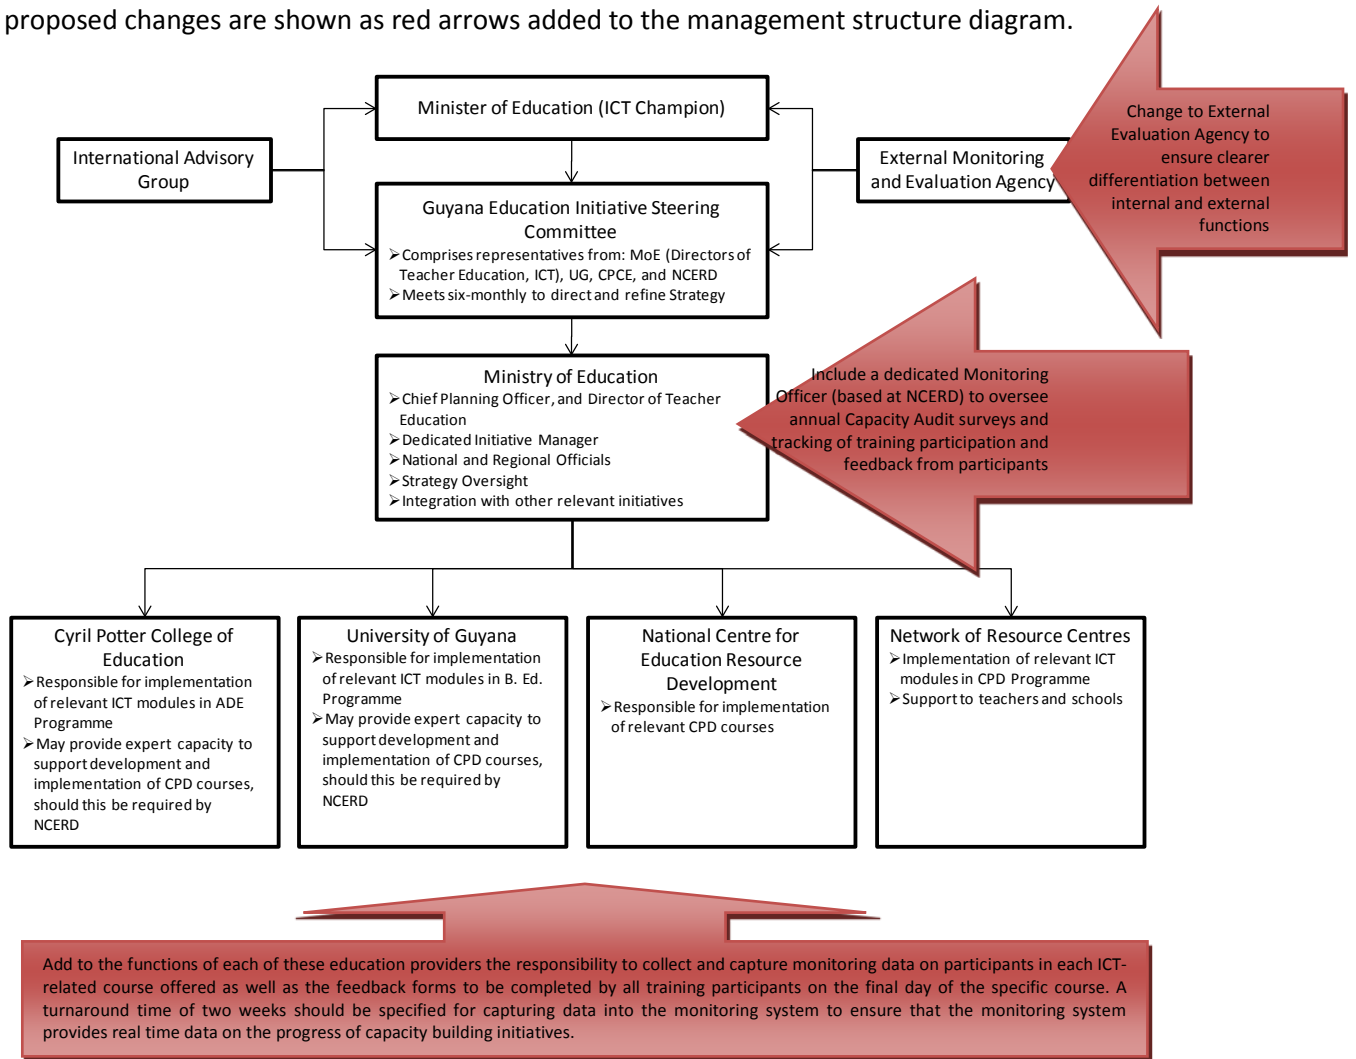 proposed changes are shown as red arrows added to the management structure diagram.
Minister of Education (ICT Champion)
International Advisory
Group
External Monitoring
and Evaluation Agency
Change to External
Evaluation Agency to
ensure clearer
differentiation between
internal and external
functions
Guyana Education Initiative Steering
Committee
➢Comprises representatives from: MoE (Directors of
Teacher Education, ICT), UG, CPCE, and NCERD
➢Meets six-monthly to direct and refine Strategy
Ministry of Education
➢Chief Planning Officer, and Director of Teacher
Education
➢Dedicated Initiative Manager
➢National and Regional Officials
➢Strategy Oversight
➢Integration with other relevant initiatives
Include a dedicated Monitoring
Officer (based at NCERD) to oversee
annual Capacity Audit surveys and
tracking of training participation and
feedback from participants
Cyril Potter College of
Education
➢Responsible for implementation
of relevant ICT modules in ADE
Programme
➢May provide expert capacity to
support development and
implementation of CPD courses,
should this be required by
NCERD
University of Guyana
➢Responsible for implementation
of relevant ICT modules in B. Ed.
Programme
➢May provide expert capacity to
support development and
implementation of CPD courses,
should this be required by
NCERD
National Centre for
Education Resource
Development
➢Responsible for implementation
of relevant CPD courses
Network of Resource Centres
➢Implementation of relevant ICT
modules in CPD Programme
➢Support to teachers and schools
Add to the functions of each of these education providers the responsibility to collect and capture monitoring data on participants in each ICT-
related course offered as well as the feedback forms to be completed by all training participants on the final day of the specific course. A
turnaround time of two weeks should be specified for capturing data into the monitoring system to ensure that the monitoring system
provides real time data on the progress of capacity building initiatives.